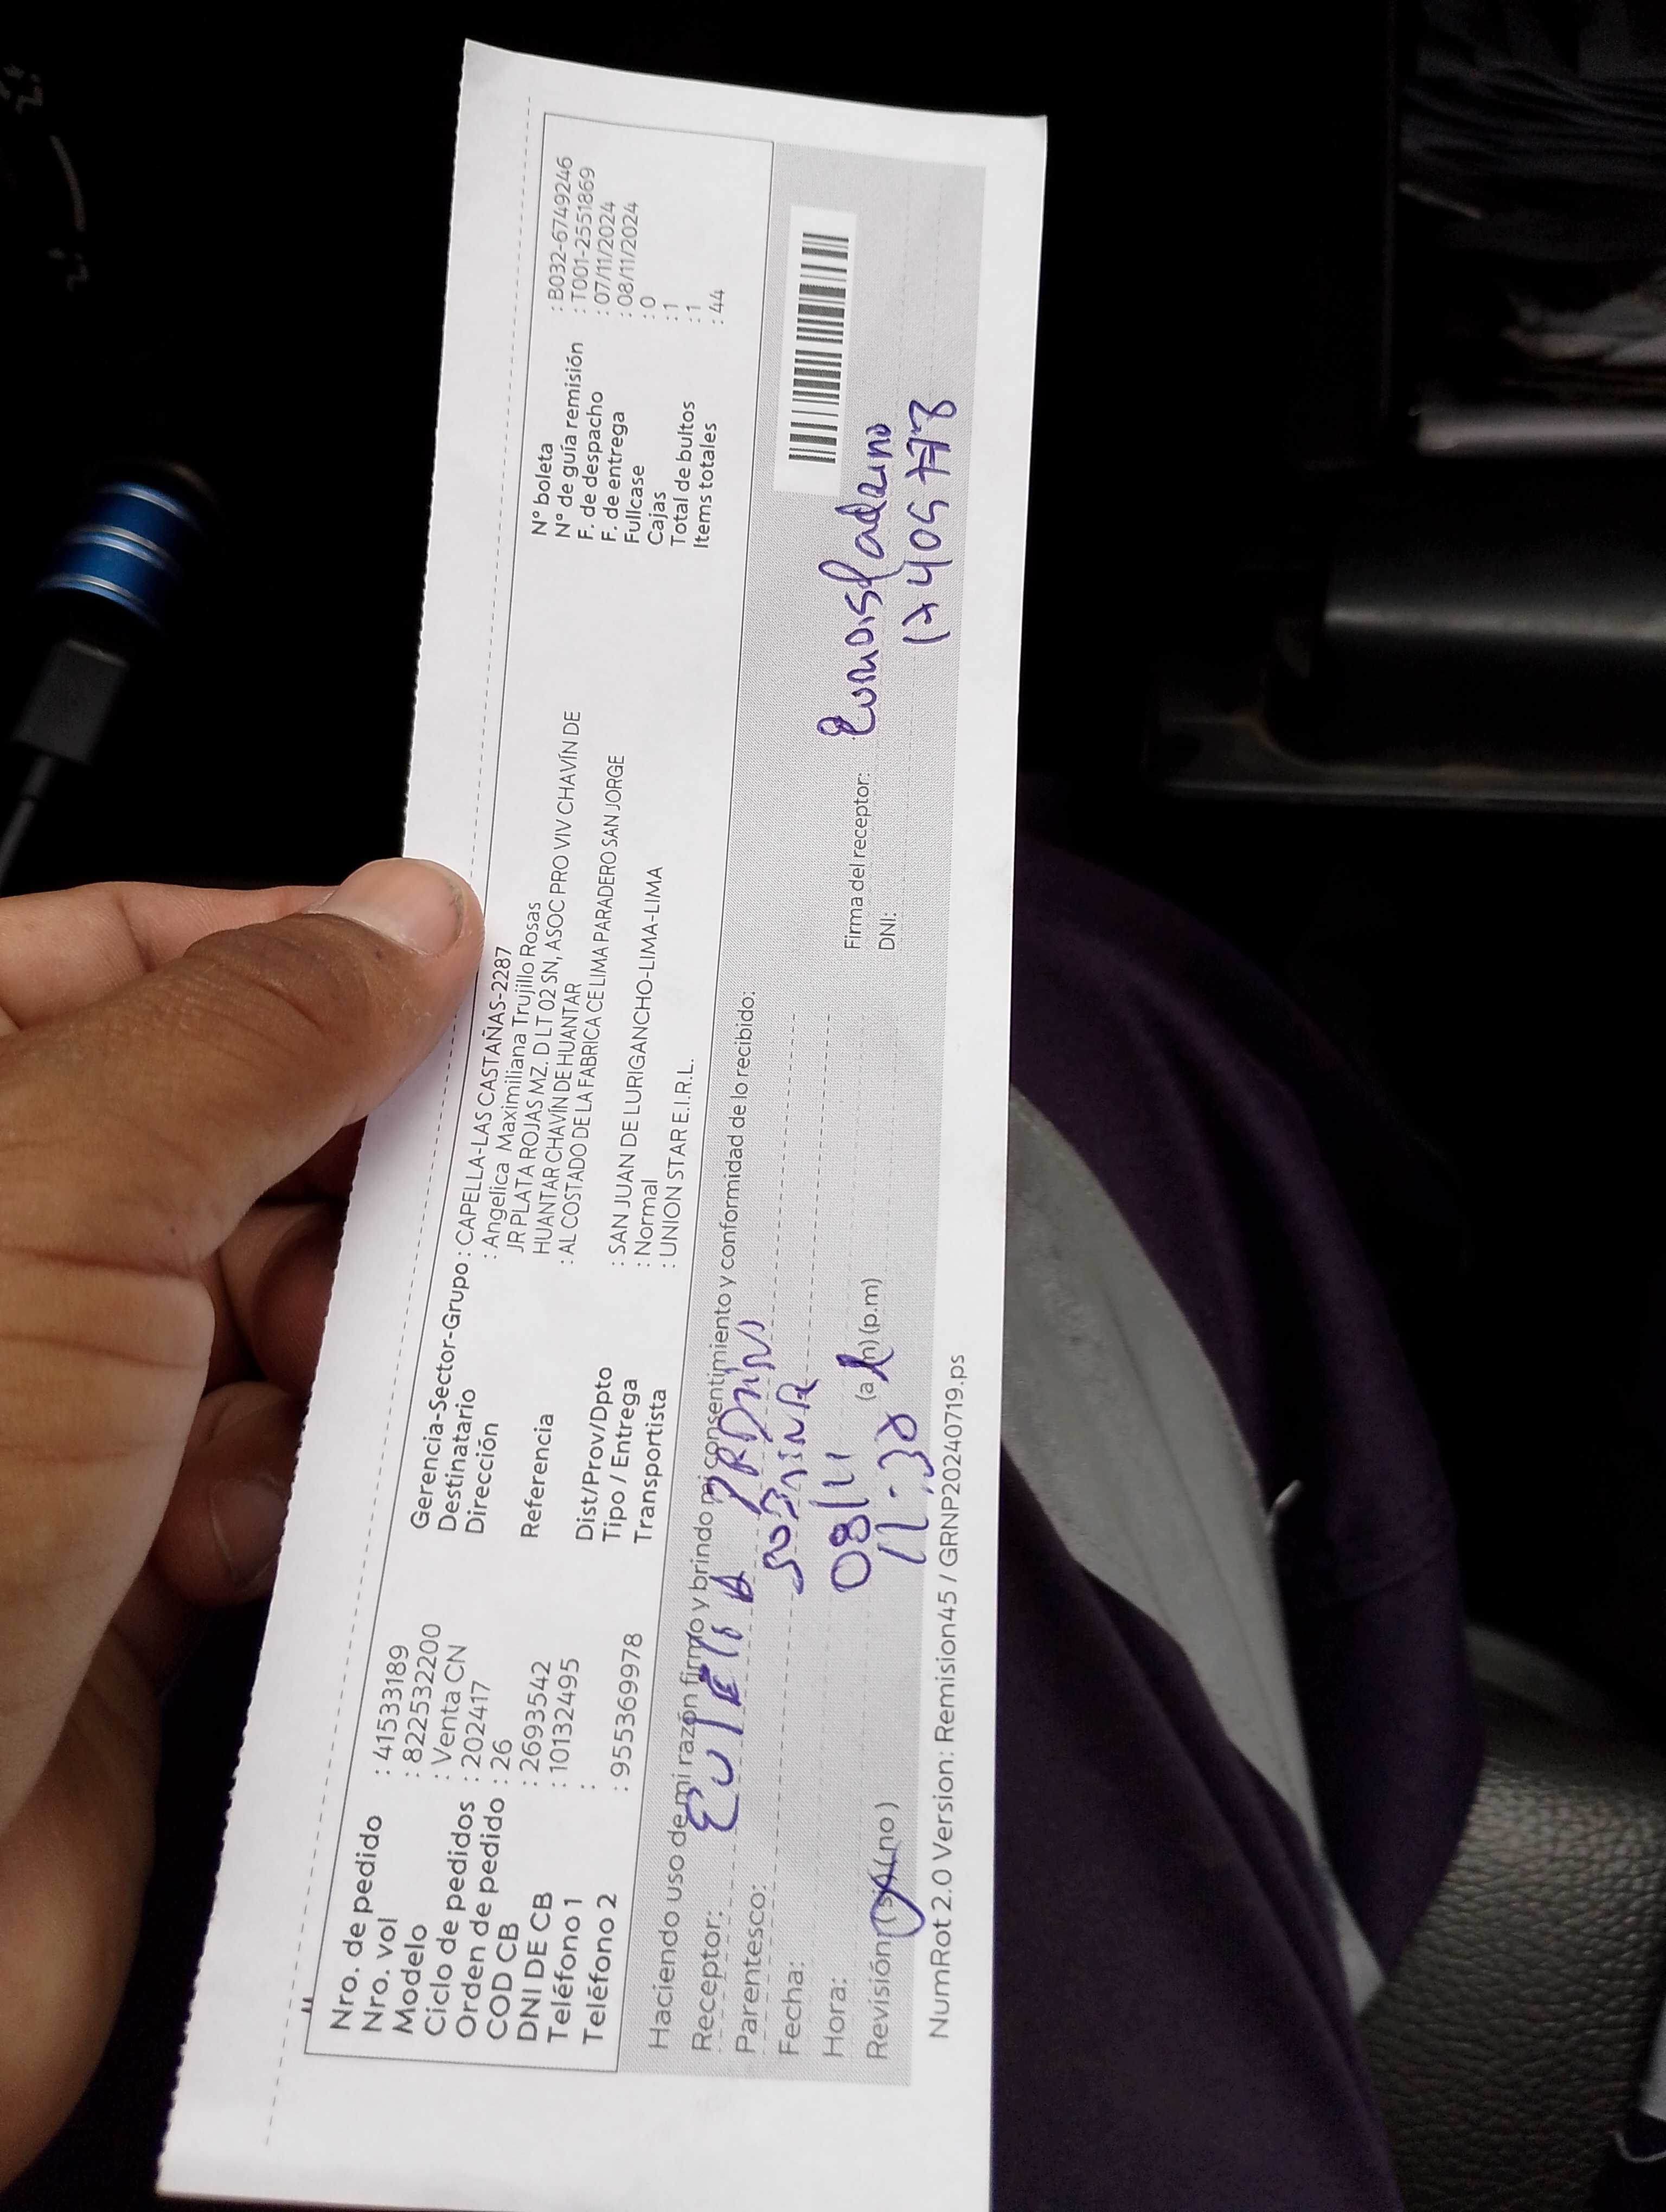 Nro. de pedido : 41533189
Nro. vol : 822532200
Modelo : Venta CN
Ciclo de pedidos : 202417
Orden de pedido : 26
COD CB : 26935​42
DNI DE CB : 10132495
Teléfono 1 :
Teléfono 2 : 955369978
Gerencia-Sector-Grupo : CAPELLA-LAS CASTAÑAS-2287
Destinatario : Angelica Maximiliana Trujillo Rosas
Dirección JR PLATA ROJAS MZ. D LT 02 SN, ASOC PRO VIV CHAVÍN DE
HUANTAR CHAVÍN DE HUANTAR
Referencia : AL COSTADO DE LA FABRICA CELIMA PARADERO SAN JORGE
Dist/Prov/Dpto : SAN JUAN DE LURIGANCHO-LIMA-LIMA
Tipo / Entrega : Normal
Transportista : UNION STAR E.I.R.L.
N° boleta : B032-6749246
N° de guía remisión : T001-2551869
F. de despacho : 07/11/2024
F. de entrega : 08/11/2024
Fullcase : 0
Cajas : 1
Total de bultos : 1
Items totales : 44
Haciendo uso de mi razón firmo y brindo mi consentimiento y conformidad de lo recibido:
Receptor:
Parentesco:
Fecha: 08/11
Hora: 11:30 (a.m) (p.m)
Revisión (si) (no)
Firma del receptor:
DNI: 17405778
NumRot 2.0 Version: Remision45 / GRNP20240719.ps